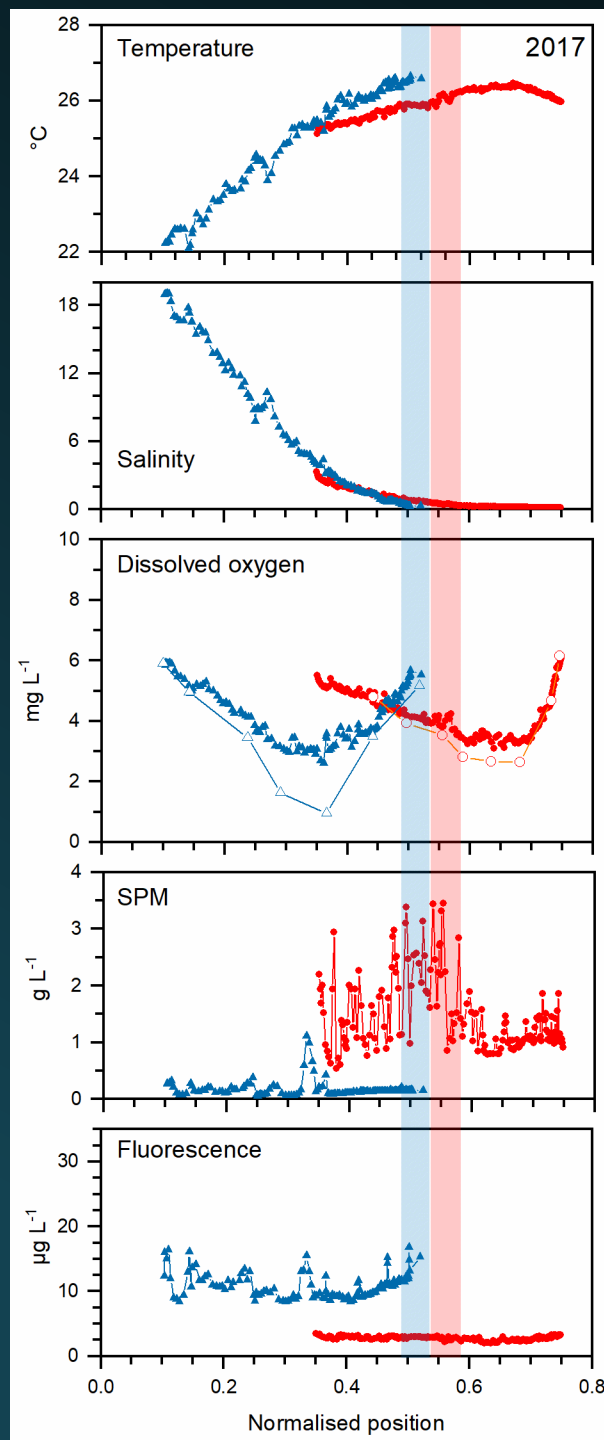 28
Temperature
2017
26
°C
24
22
18
12
6
Salinity
0
10
Dissolved oxygen
8
6
mg L-1
4
2
0
4
SPM
3
g L-1
2
1
0
Fluorescence
30
20
µg L-1
10
0
0.0 0.2 0.4 0.6 0.8
Normalised position